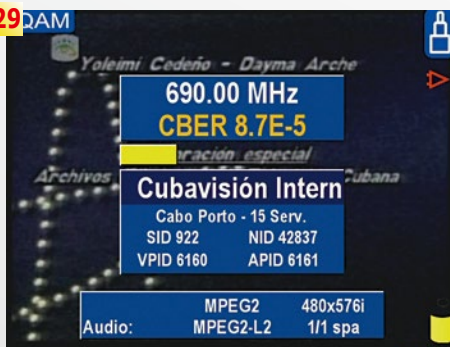 29
QAM
Yoleimi Cedeño - Dayma Arche
690.00 MHz
CBER 8.7E-5
ración especial
Archivos
Cubana
Cubavisión Intern
Cabo Porto - 15 Serv.
SID 922 NID 42837
VPID 6160 APID 6161
MPEG2 480x576i
Audio: MPEG2-L2 1/1 spa